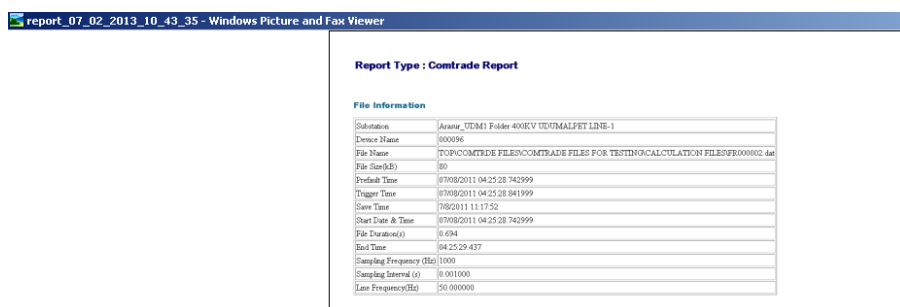 report_07_02_2013_10_43_35 - Windows Picture and Fax Viewer
Report Type : Comtrade Report
File Information
Substation Arasur_UDM1 Folder 400KV UDUMALPET LINE-1
Device Name 000096
File Name TOP\COMTRDE FILES\COMTRADE FILES FOR TESTING\CALCULATION FILES\FR000002.dat
File Size(kB) 80
Prefault Time 07/08/2011 04:25:28.742999
Trigger Time 07/08/2011 04:25:28.841999
Save Time 7/8/2011 11:17:52
Start Date & Time 07/08/2011 04:25:28.742999
File Duration(s) 0.694
End Time 04:25:29.437
Sampling Frequency (Hz) 1000
Sampling Interval (s) 0.001000
Line Frequency(Hz) 50.000000